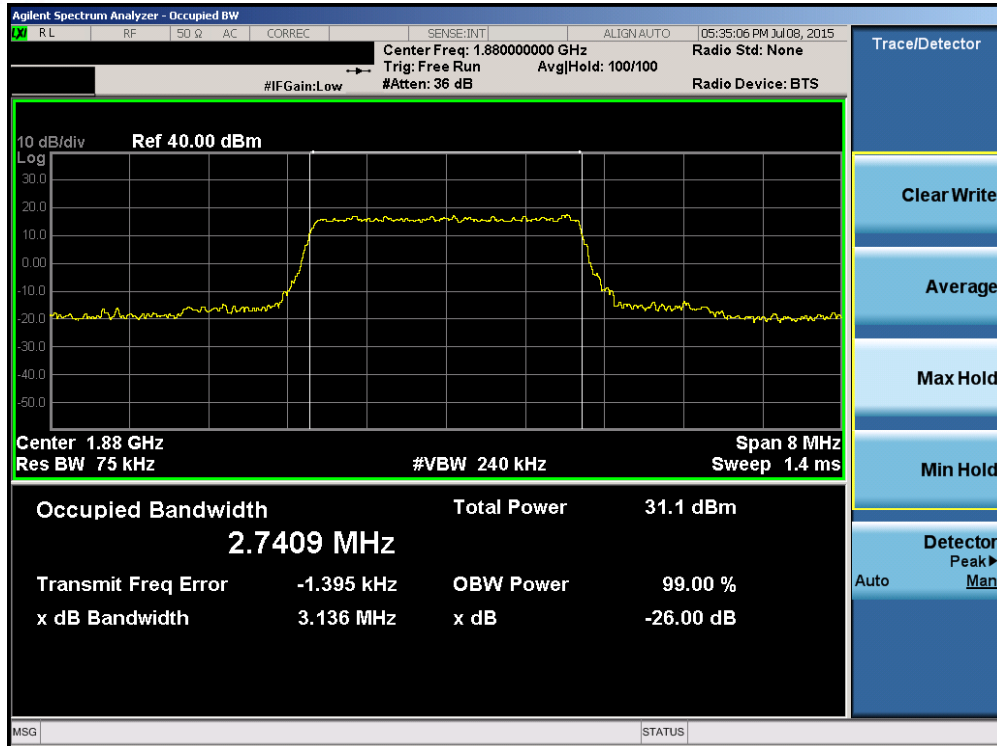 Agilent Spectrum Analyzer - Occupied BW
LXI RL RF 50 Ω AC CORREC SENSE:INT ALIGN AUTO 05:35:06 PM Jul 08, 2015
Center Freq: 1.880000000 GHz Radio Std: None
Trig: Free Run Avg|Hold: 100/100
#IFGain:Low #Atten: 36 dB Radio Device: BTS
10 dB/div Ref 40.00 dBm
Log
30.0
20.0
10.0
0.00
-10.0
-20.0
-30.0
-40.0
-50.0
Center 1.88 GHz Span 8 MHz
Res BW 75 kHz #VBW 240 kHz Sweep 1.4 ms
Occupied Bandwidth Total Power 31.1 dBm
2.7409 MHz
Transmit Freq Error -1.395 kHz OBW Power 99.00 %
x dB Bandwidth 3.136 MHz x dB -26.00 dB
MSG STATUS
Trace/Detector
Clear Write
Average
Max Hold
Min Hold
Detector
Peak▶
Auto Man